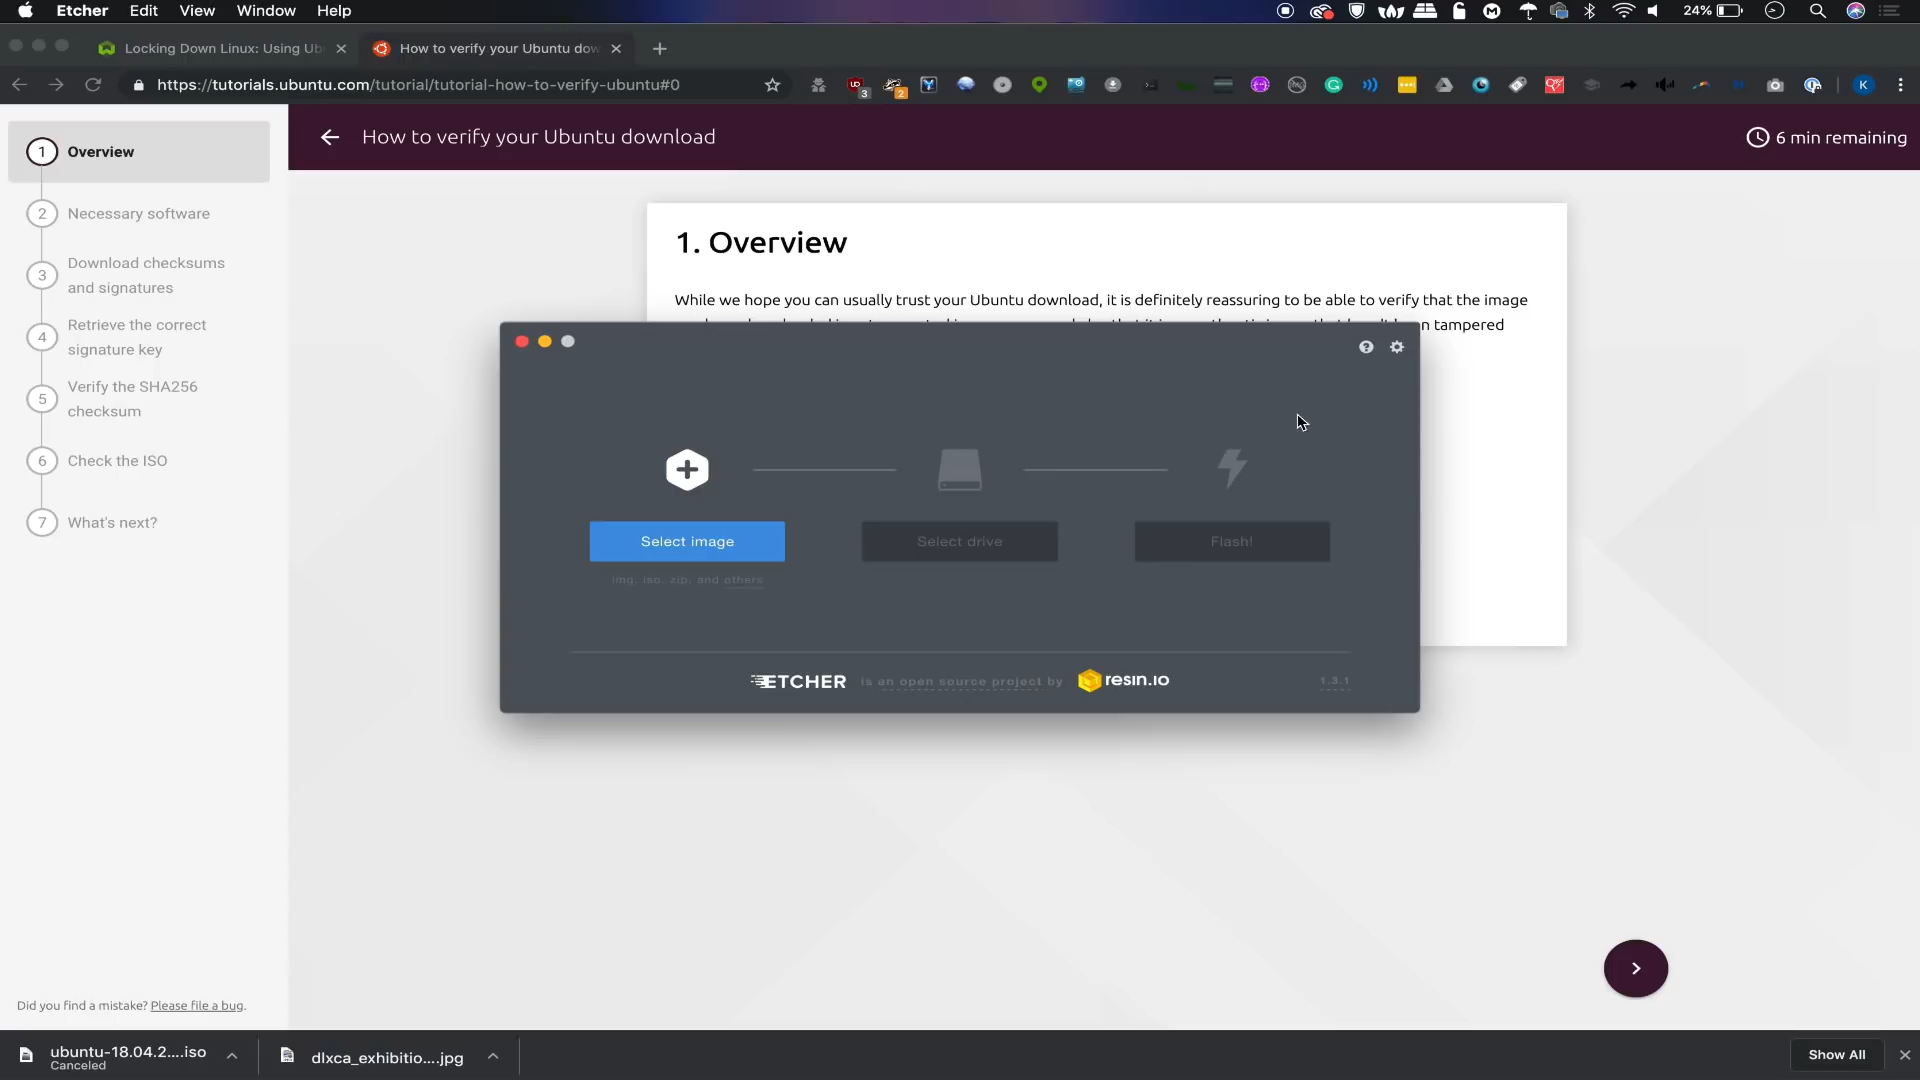 Etcher Edit View Window Help 24%
Locking Down Linux: Using Ub
How to verify your Ubuntu dow
https://tutorials.ubuntu.com/tutorial/tutorial-how-to-verify-ubuntu#0
3
2
K
How to verify your Ubuntu download
6 min remaining
1 Overview
2 Necessary software
3 Download checksums
and signatures
4 Retrieve the correct
signature key
5 Verify the SHA256
checksum
6 Check the ISO
7 What's next?
1. Overview
While we hope you can usually trust your Ubuntu download, it is definitely reassuring to be able to verify that the image
tampered
Select image
Select drive
Flash!
img, iso, zip, and others
ETCHER is an open source project by resin.io 1.3.1
Did you find a mistake? Please file a bug.
ubuntu-18.04.2....iso
Canceled
dlxca_exhibitio....jpg
Show All